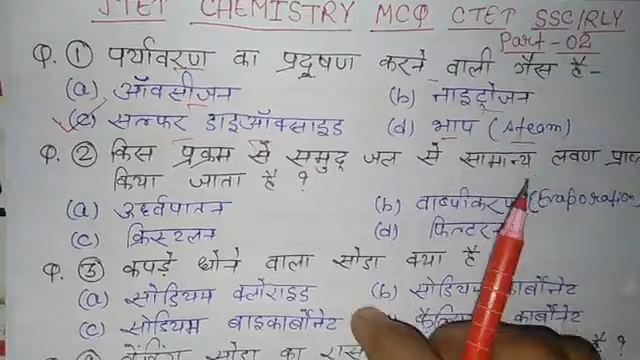 JTET CHEMISTRY MCQ CTET SSC/RLY
Part-02
Q. ① पर्यावरण का प्रदूषण करने वाली गैस है-
(a) ऑक्सीजन (b) नाइट्रोजन
(c) सल्फर डाइऑक्साइड (d) भाप (Steam)
Q. ② किस प्रक्रम से समुद्र जल से सामान्य लवण
किया जाता है ?
(a) उर्ध्वपातन (b) वाष्पीकरण (Evaporation
(c) क्रिस्टलन (d) फिल्टरन
Q. ③ कपड़े धोने वाला सोडा क्या है
(a) सोडियम क्लोराइड (b) सोडियम कार्बोनेट
(c) सोडियम बाइकार्बोनेट कार्बोनेट
सोडा का है ?